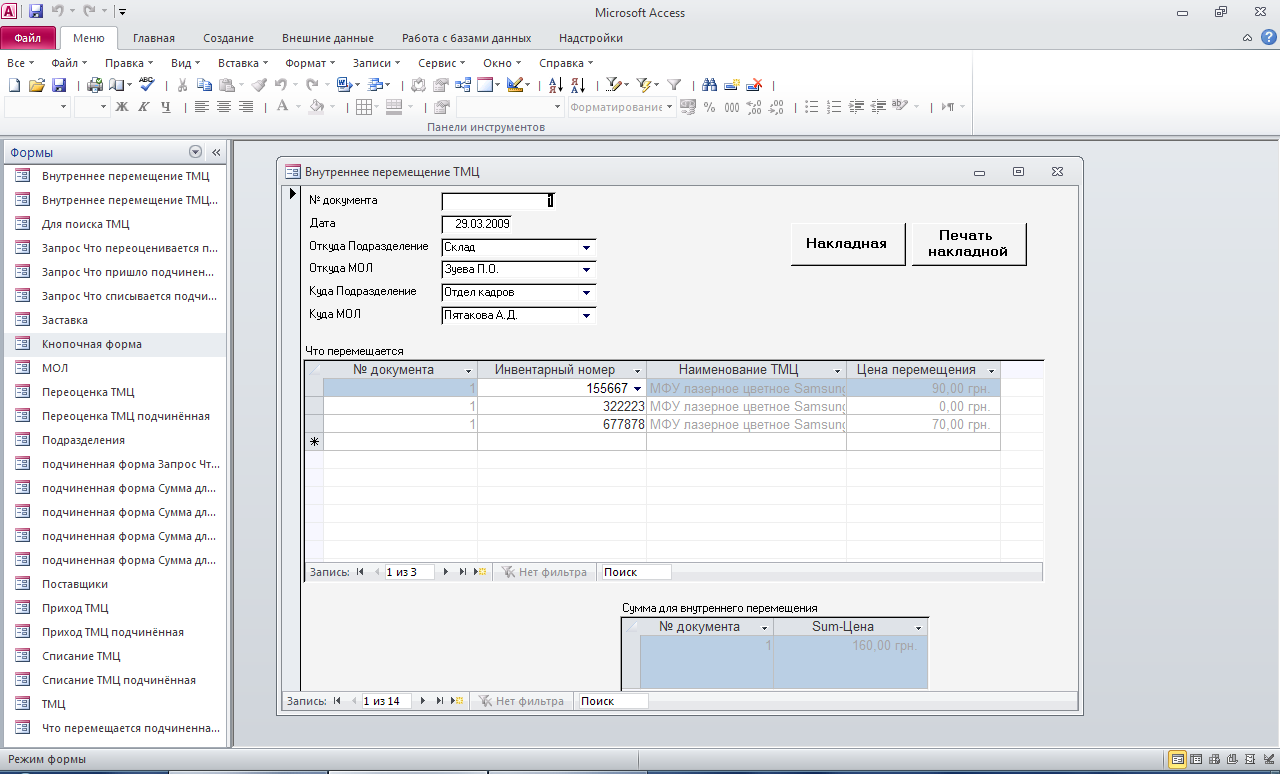 Microsoft Access
Файл Меню Главная Создание Внешние данные Работа с базами данных Надстройки
Все Файл Правка Вид Вставка Формат Записи Сервис Окно Справка
Ж К Ч А Форматирование % 000
Панели инструментов
Формы
Внутреннее перемещение ТМЦ
Внутреннее перемещение ТМЦ...
Для поиска ТМЦ
Запрос Что переоценивается п...
Запрос Что пришло подчинен...
Запрос Что списывается подчи...
Заставка
Кнопочная форма
МОЛ
Переоценка ТМЦ
Переоценка ТМЦ подчинённая
Подразделения
подчиненная форма Запрос Чт...
подчиненная форма Сумма дл...
подчиненная форма Сумма дл...
подчиненная форма Сумма дл...
подчиненная форма Сумма дл...
Поставщики
Приход ТМЦ
Приход ТМЦ подчинённая
Списание ТМЦ
Списание ТМЦ подчинённая
ТМЦ
Что перемещается подчиненна...
Внутреннее перемещение ТМЦ
№ документа 1
Дата 29.03.2009
Откуда Подразделение Склад
Откуда МОЛ Зуева П.О.
Куда Подразделение Отдел кадров
Куда МОЛ Пятакова А.Д.
Накладная
Печать
накладной
Что перемещается
№ документа Инвентарный номер Наименование ТМЦ Цена перемещения
1 155667 МФУ лазерное цветное Samsung 90,00 грн.
1 322223 МФУ лазерное цветное Samsung 0,00 грн.
1 677878 МФУ лазерное цветное Samsung 70,00 грн.
Запись: 1 из 3 Нет фильтра Поиск
Сумма для внутреннего перемещения
№ документа Sum-Цена
1 160,00 грн.
Запись: 1 из 14 Нет фильтра Поиск
Режим формы